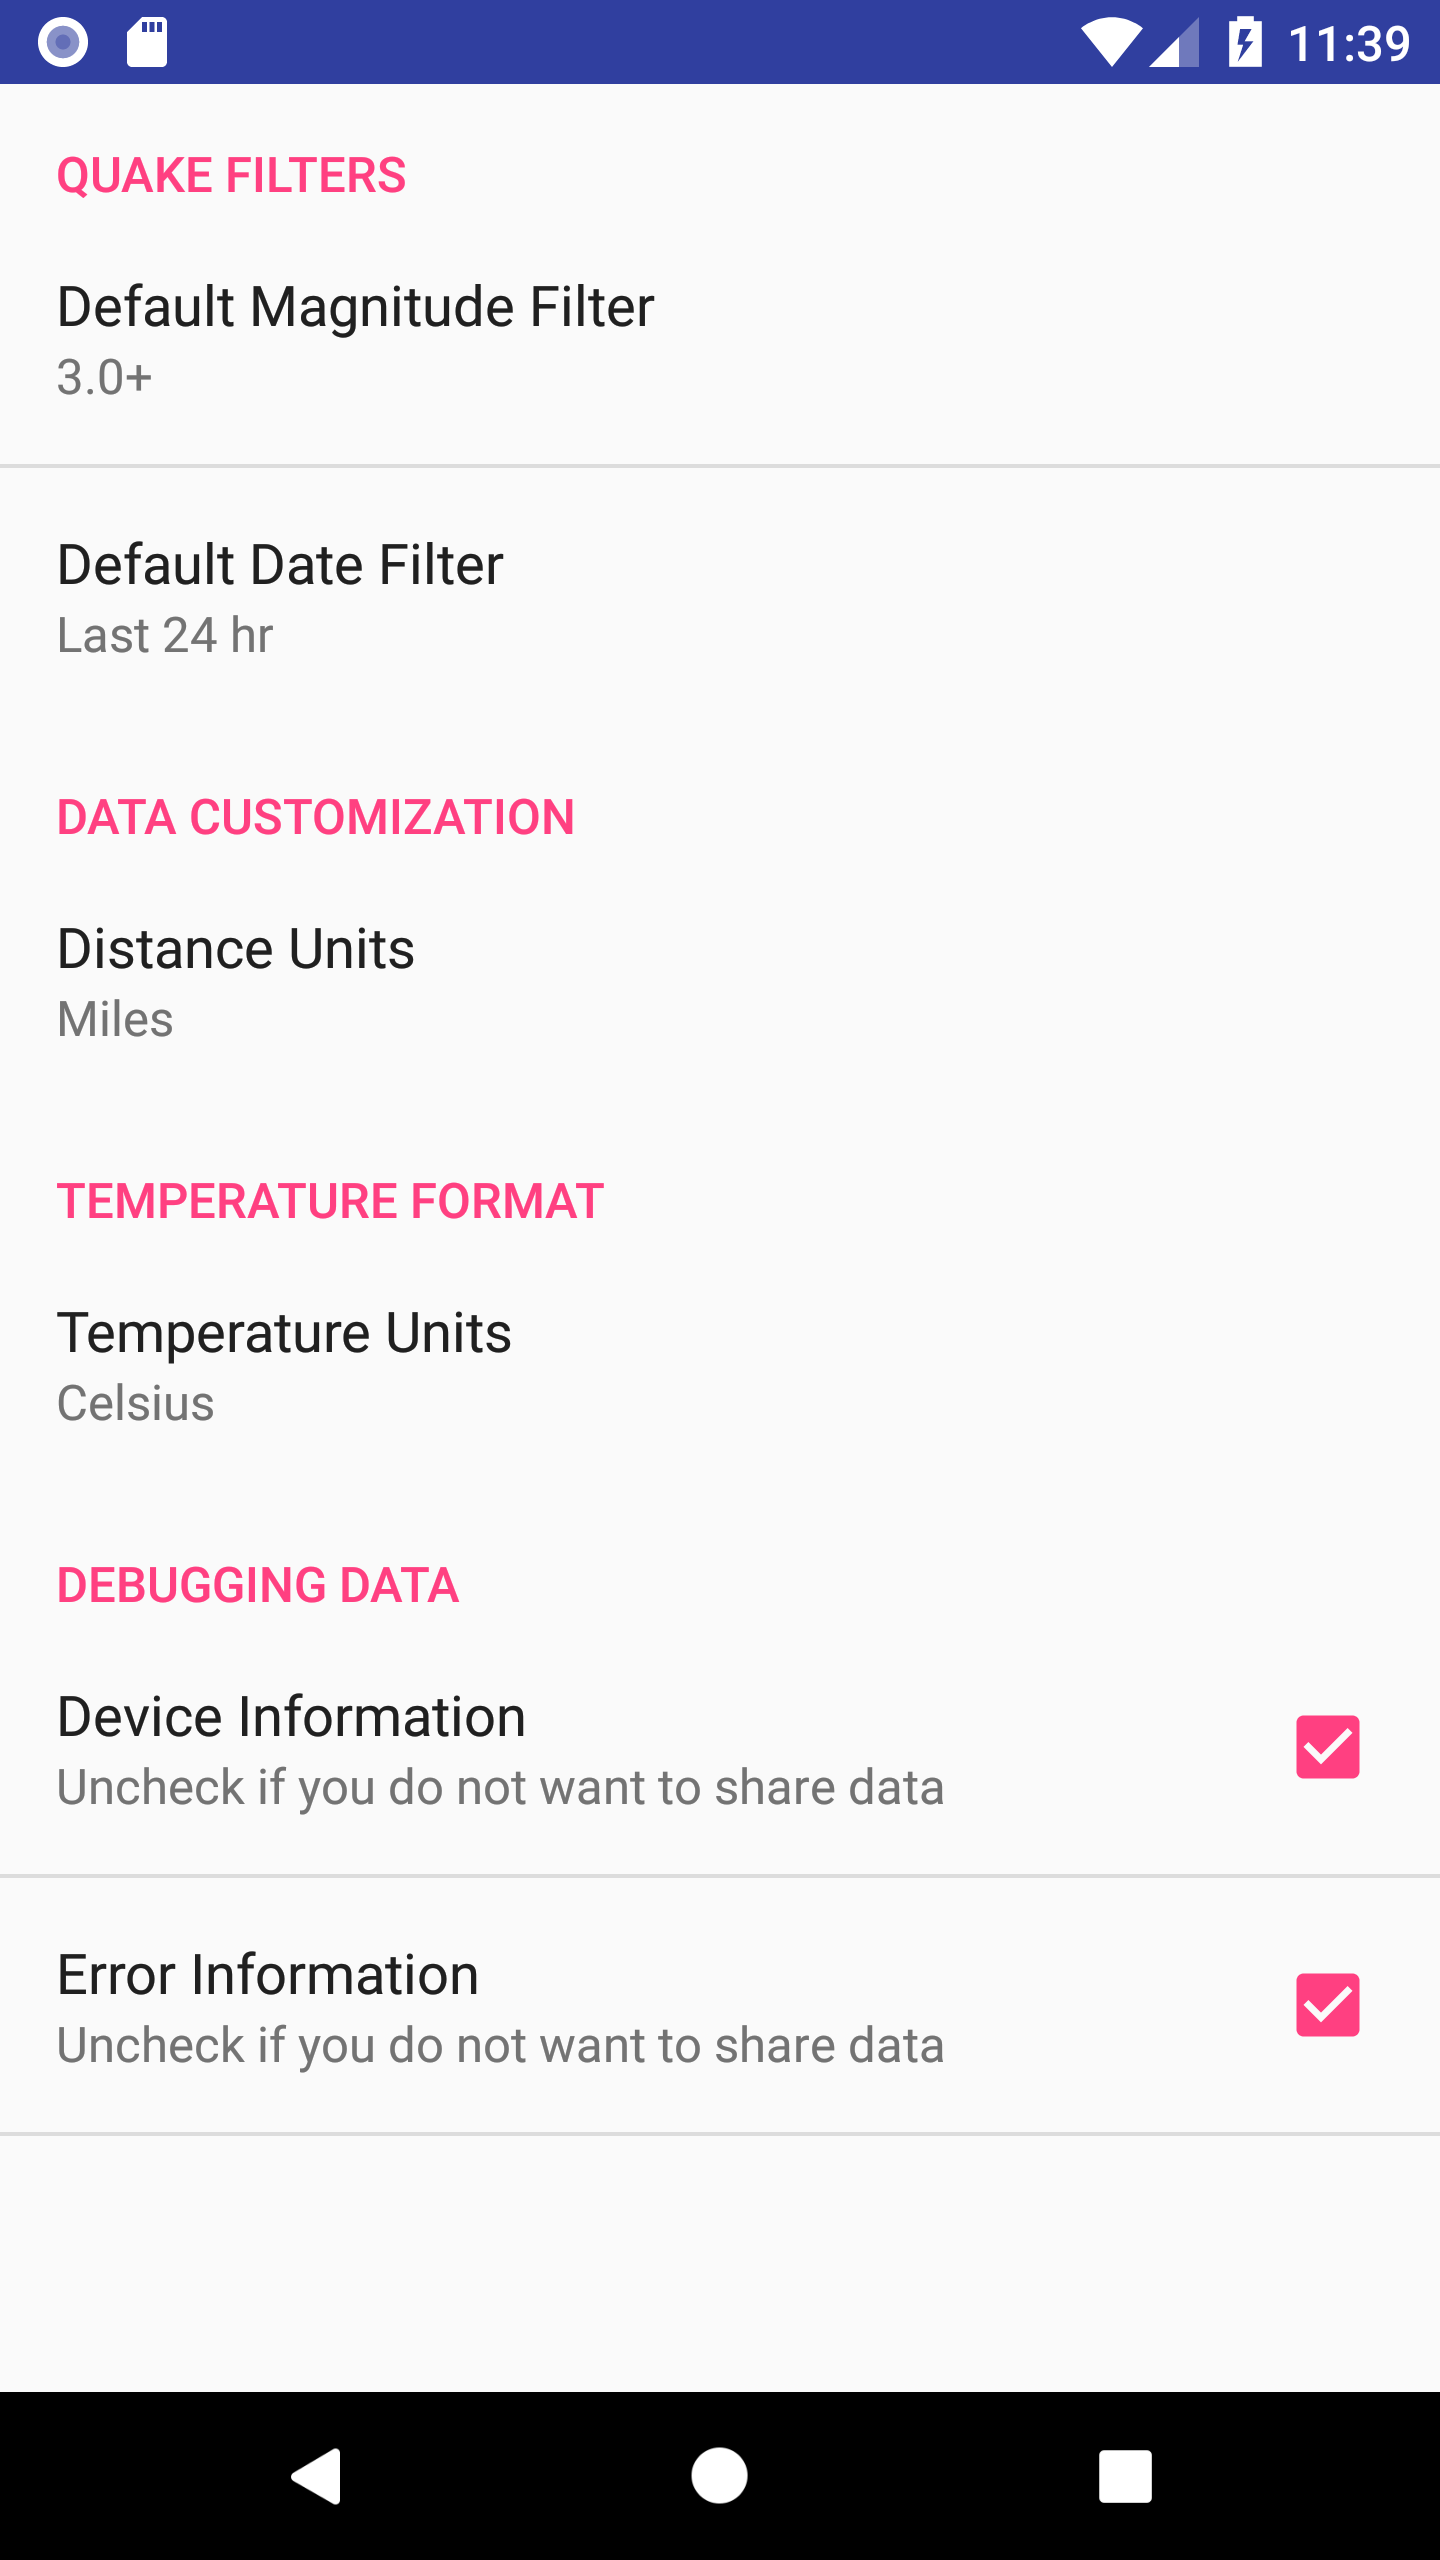 11:39
QUAKE FILTERS
Default Magnitude Filter
3.0+
Default Date Filter
Last 24 hr
DATA CUSTOMIZATION
Distance Units
Miles
TEMPERATURE FORMAT
Temperature Units
Celsius
DEBUGGING DATA
Device Information
Uncheck if you do not want to share data
Error Information
Uncheck if you do not want to share data